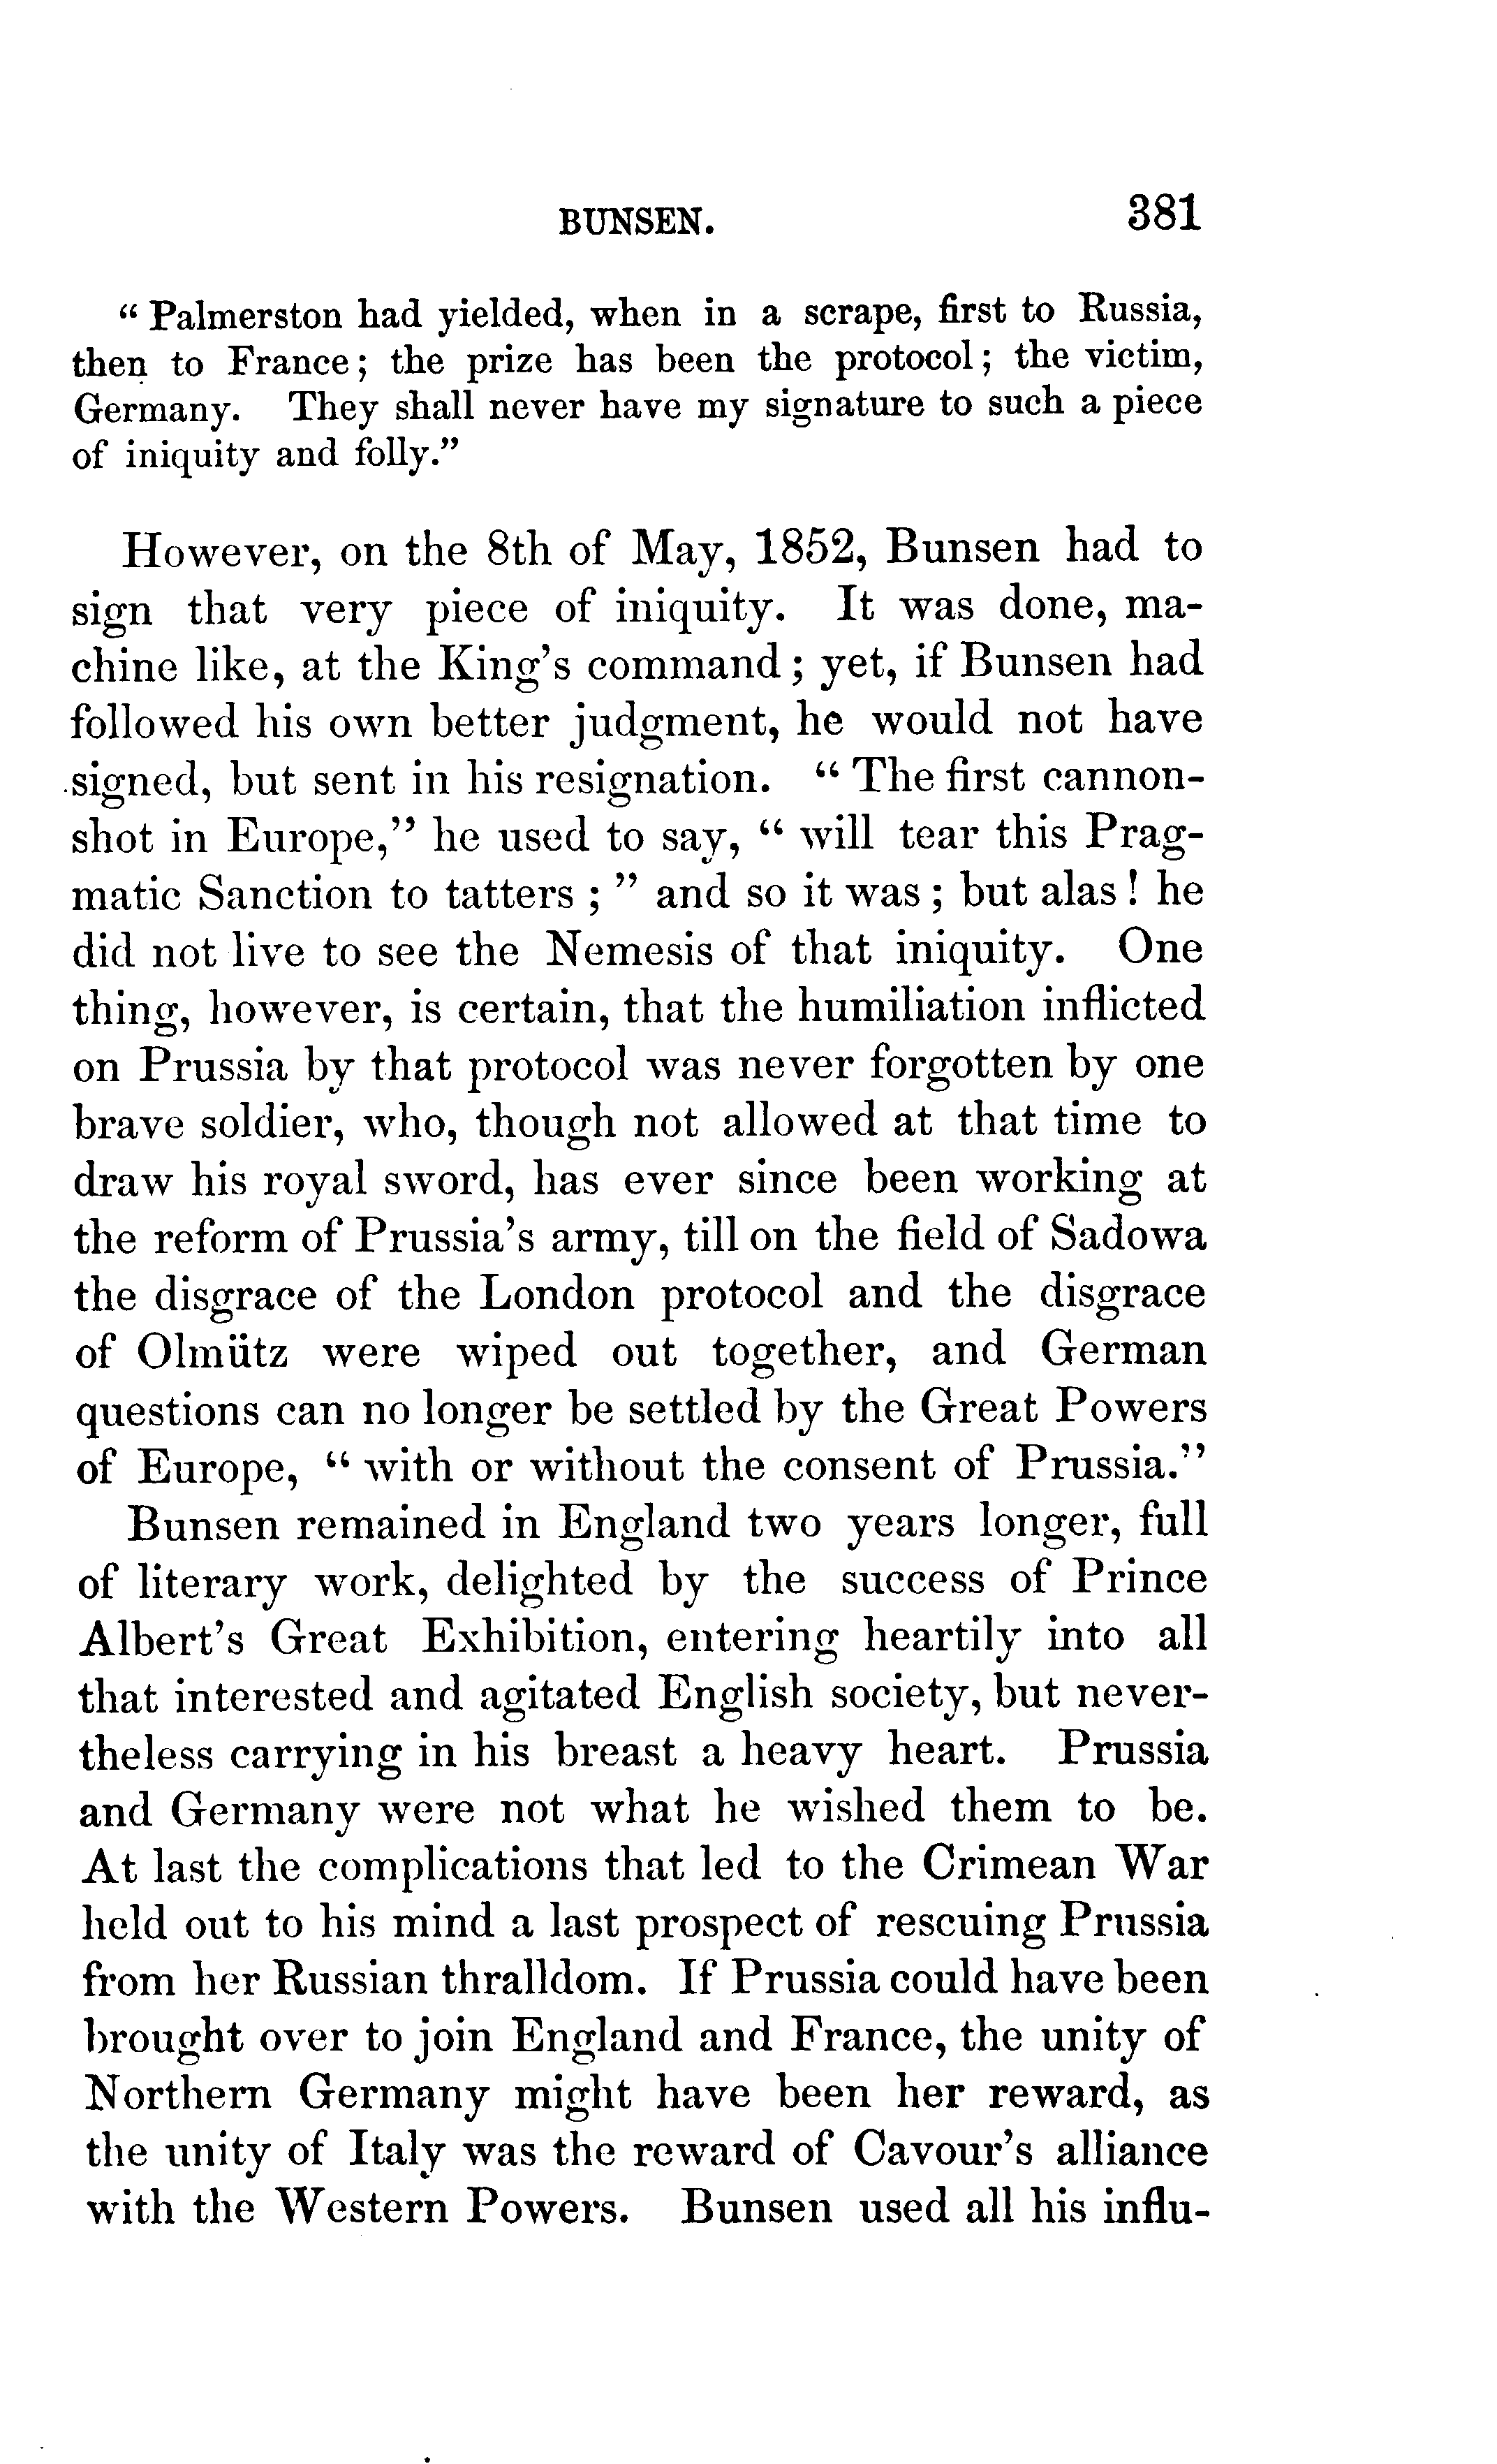 BUNSEN. 381
“ Palmerston had yielded, when in a scrape, first to Russia,
then to France; the prize has been the protocol; the victim,
Germany. They shall never have my signature to such a piece
of iniquity and folly.”
However, on the 8th of May, 1852, Bunsen had to
sign that very piece of iniquity. It was done, ma-
chine like, at the King’s command ; yet, if Bunsen had
followed his own better judgment, he would not have
signed, but sent in his resignation. “ The first cannon-
shot in Europe,” he used to say, “ will tear this Prag-
matic Sanction to tatters ; ” and so it was ; but alas ! he
did not live to see the Nemesis of that iniquity. One
thing, however, is certain, that the humiliation inflicted
on Prussia by that protocol was never forgotten by one
brave soldier, who, though not allowed at that time to
draw his royal sword, has ever since been working at
the reform of Prussia’s army, till on the field of Sadowa
the disgrace of the London protocol and the disgrace
of Olmütz were wiped out together, and German
questions can no longer be settled by the Great Powers
of Europe, “ with or without the consent of Prussia.”
Bunsen remained in England two years longer, full
of literary work, delighted by the success of Prince
Albert’s Great Exhibition, entering heartily into all
that interested and agitated English society, but never-
theless carrying in his breast a heavy heart. Prussia
and Germany were not what he wished them to be.
At last the complications that led to the Crimean War
held out to his mind a last prospect of rescuing Prussia
from her Russian thralldom. If Prussia could have been
brought over to join England and France, the unity of
Northern Germany might have been her reward, as
the unity of Italy was the reward of Cavour’s alliance
with the Western Powers. Bunsen used all his influ-